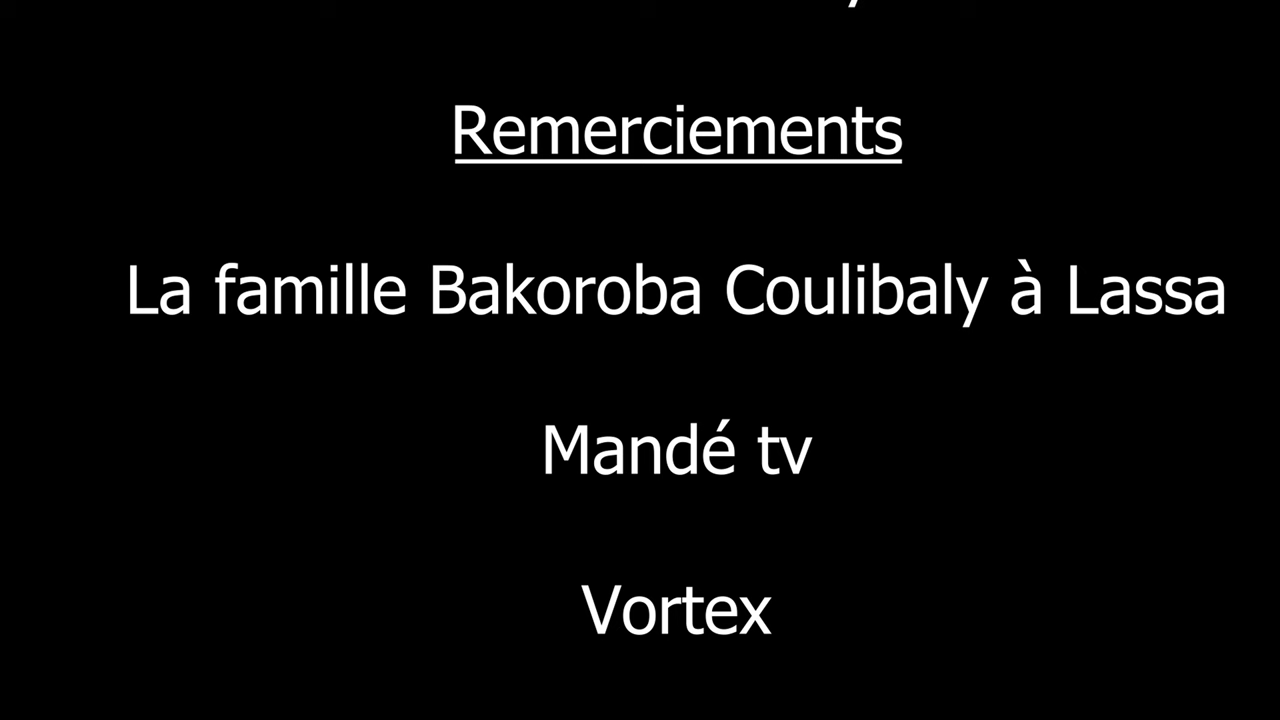 Remerciements
La famille Bakoroba Coulibaly à Lassa
Mandé tv
Vortex